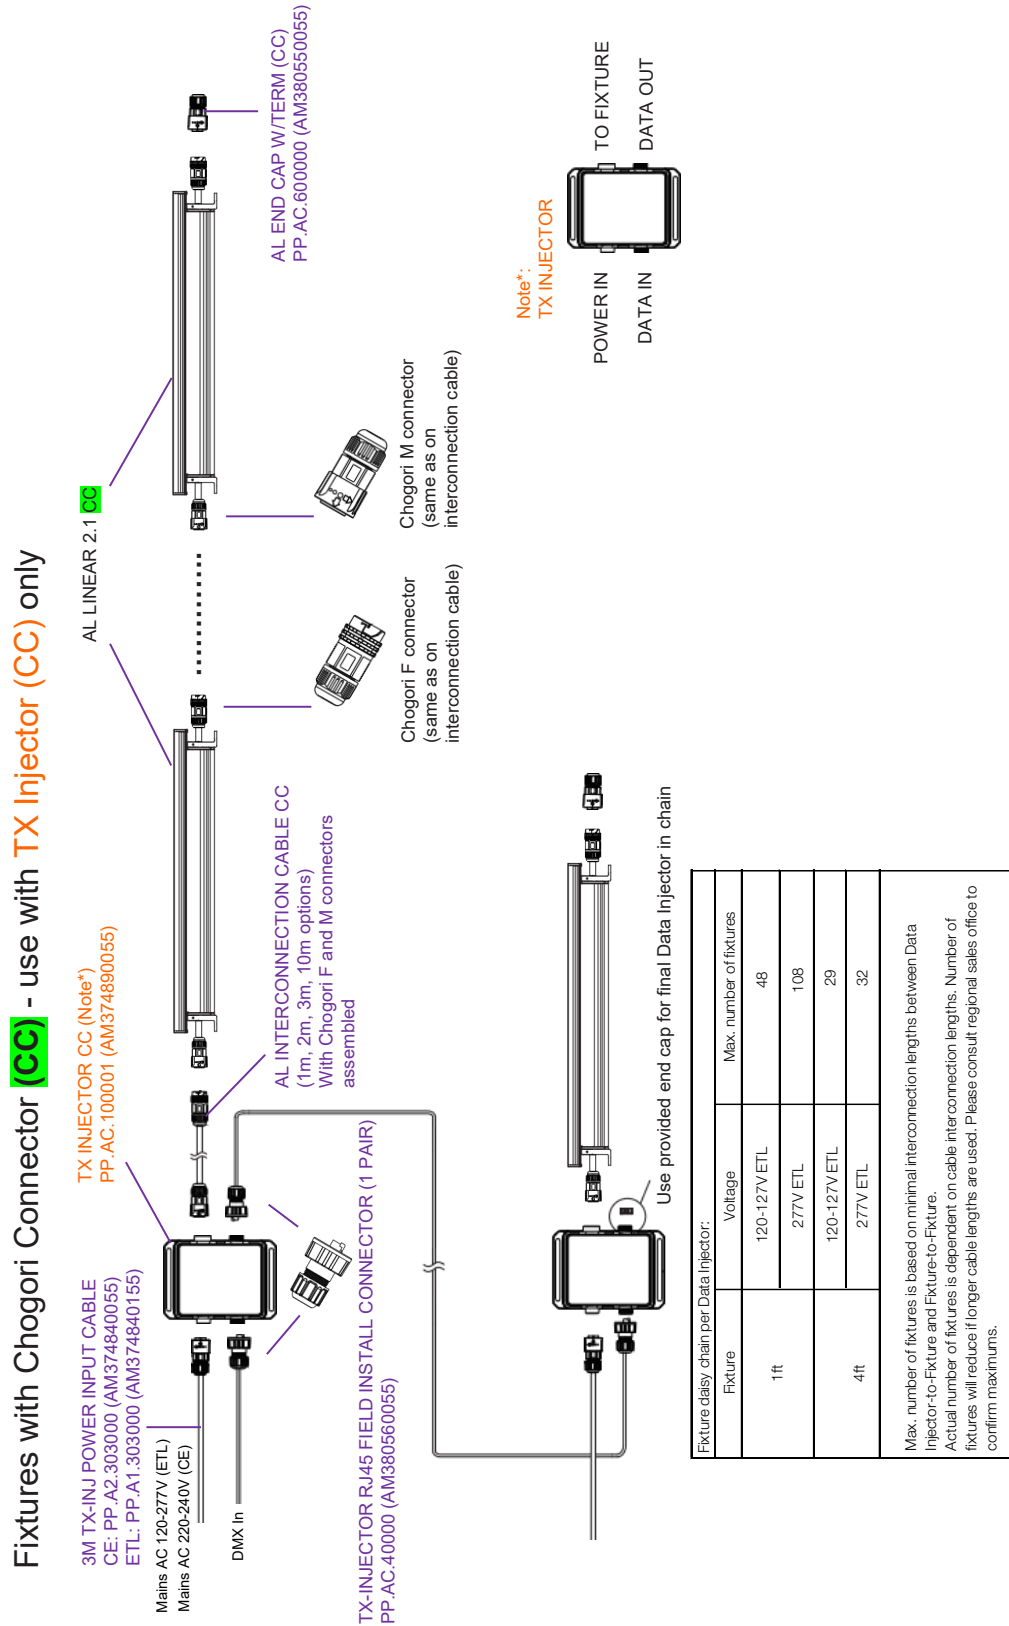 Fixtures with Chogori Connector (CC) - use with TX Injector (CC) only
3M TX-INJ POWER INPUT CABLE
CE: PP.A2.303000 (AM374840055)
ETL: PP.A1.303000 (AM374840155)
Mains AC 120-277V (ETL)
Mains AC 220-240V (CE)
DMX In
TX INJECTOR CC (Note*)
PP.AC.100001 (AM374890055)
AL LINEAR 2.1 CC
AL END CAP W/TERM (CC)
PP.AC.600000 (AM380550055)
AL INTERCONNECTION CABLE CC
(1m, 2m, 3m, 10m options)
With Chogori F and M connectors
assembled
TX-INJECTOR RJ45 FIELD INSTALL CONNECTOR (1 PAIR)
PP.AC.40000 (AM380560055)
Chogori F connector
(same as on
interconnection cable)
Chogori M connector
(same as on
interconnection cable)
Note*:
TX INJECTOR
POWER IN
TO FIXTURE
DATA IN
DATA OUT
Use provided end cap for final Data Injector in chain
Fixture daisy chain per Data Injector:
Fixture
Voltage
Max. number of fixtures
1ft
120-127V ETL
48
277V ETL
108
4ft
120-127V ETL
29
277V ETL
32
Max. number of fixtures is based on minimal interconnection lengths between Data
Injector-to-Fixture and Fixture-to-Fixture.
Actual number of fixtures is dependent on cable interconnection lengths. Number of
fixtures will reduce if longer cable lengths are used. Please consult regional sales office to
confirm maximums.